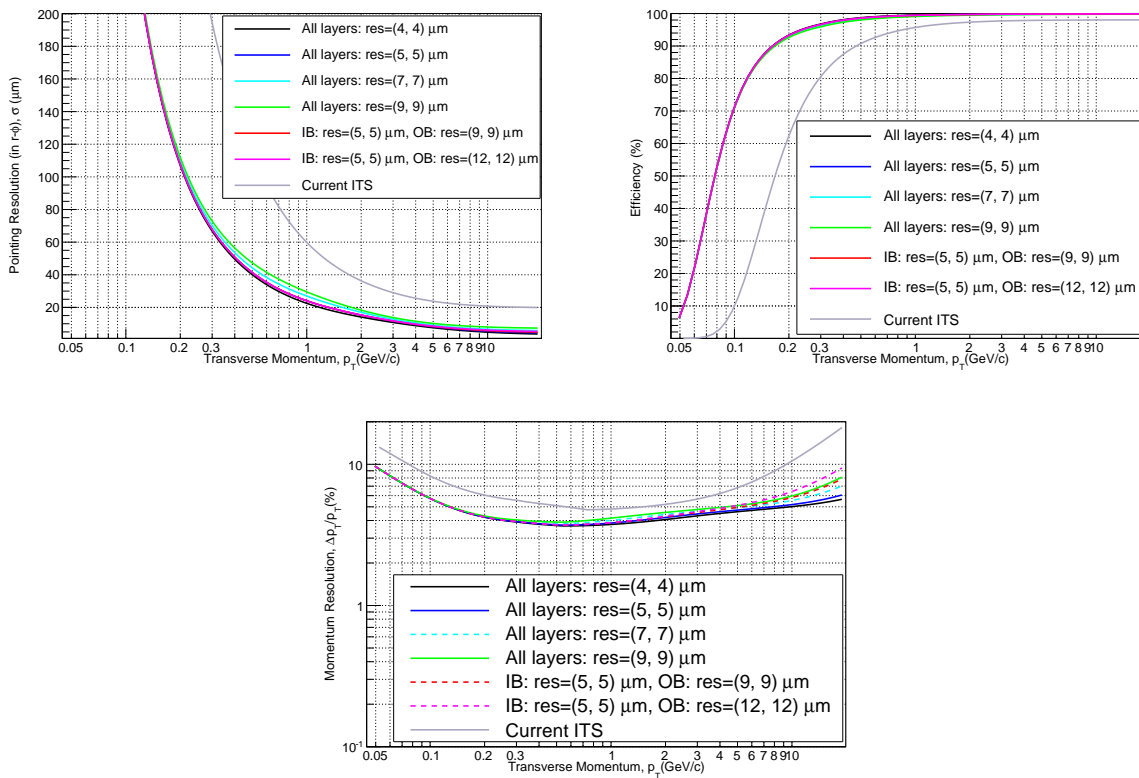 Pointing Resolution (in r-ϕ), σ (μm)
200
180
160
140
120
100
80
60
40
20
All layers: res=(4, 4) μm
All layers: res=(5, 5) μm
All layers: res=(7, 7) μm
All layers: res=(9, 9) μm
IB: res=(5, 5) μm, OB: res=(9, 9) μm
IB: res=(5, 5) μm, OB: res=(12, 12) μm
Current ITS
0.05 0.1 0.2 0.3 1 2 3 4 5 6 7 8 910
Transverse Momentum, p_T(GeV/c)
Efficiency (%)
100
90
80
70
60
50
40
30
20
10
0
All layers: res=(4, 4) μm
All layers: res=(5, 5) μm
All layers: res=(7, 7) μm
All layers: res=(9, 9) μm
IB: res=(5, 5) μm, OB: res=(9, 9) μm
IB: res=(5, 5) μm, OB: res=(12, 12) μm
Current ITS
0.05 0.1 0.2 0.3 1 2 3 4 5 6 7 8 910
Transverse Momentum, p_T(GeV/c)
Momentum Resolution, Δp_T/p_T(%)
10
1
10⁻¹
All layers: res=(4, 4) μm
All layers: res=(5, 5) μm
All layers: res=(7, 7) μm
All layers: res=(9, 9) μm
IB: res=(5, 5) μm, OB: res=(9, 9) μm
IB: res=(5, 5) μm, OB: res=(12, 12) μm
Current ITS
0.05 0.1 0.2 0.3 1 2 3 4 5 6 7 8 910
Transverse Momentum, p_T(GeV/c)